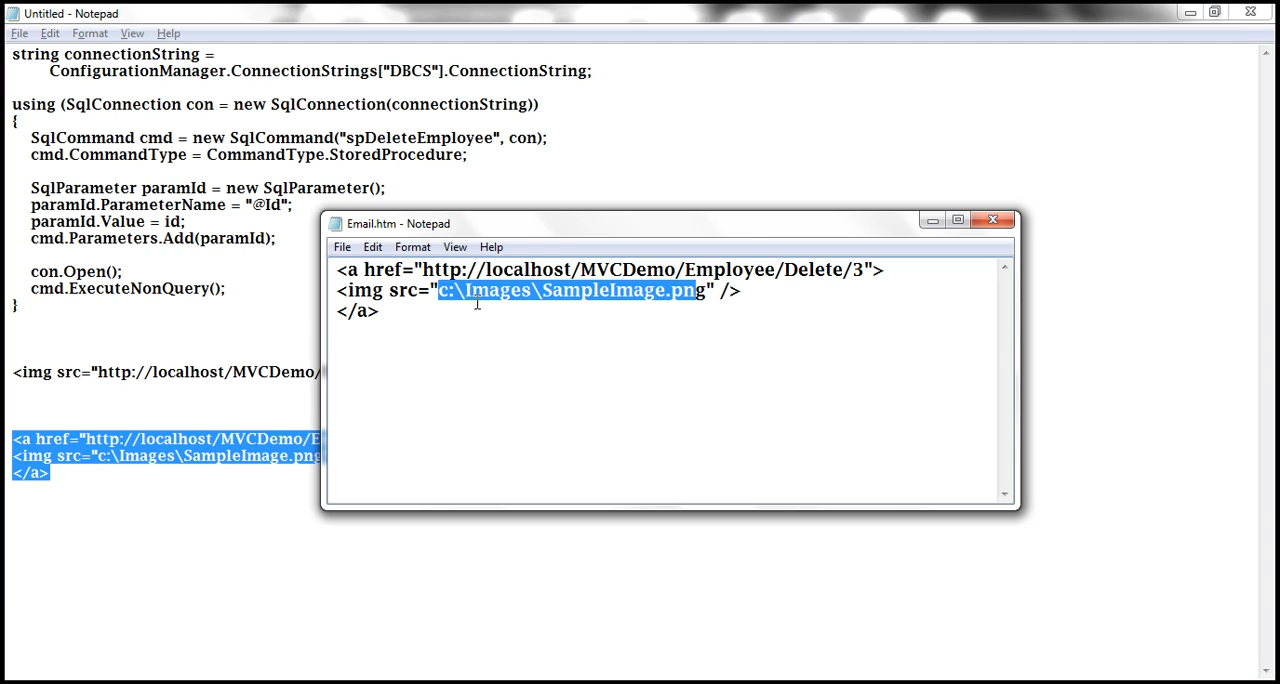 Untitled - Notepad
File Edit Format View Help
string connectionString =
ConfigurationManager.ConnectionStrings["DBCS"].ConnectionString;
using (SqlConnection con = new SqlConnection(connectionString))
{
SqlCommand cmd = new SqlCommand("spDeleteEmployee", con);
cmd.CommandType = CommandType.StoredProcedure;
SqlParameter paramId = new SqlParameter();
paramId.ParameterName = "@Id";
paramId.Value = id;
cmd.Parameters.Add(paramId);
con.Open();
cmd.ExecuteNonQuery();
}
<img src="http://localhost/MVCDemo/
<a href="http://localhost/MVCDemo/E
<img src="c:\Images\SampleImage.png
</a>
Email.htm - Notepad
File Edit Format View Help
<a href="http://localhost/MVCDemo/Employee/Delete/3">
<img src="c:\Images\SampleImage.png" />
</a>